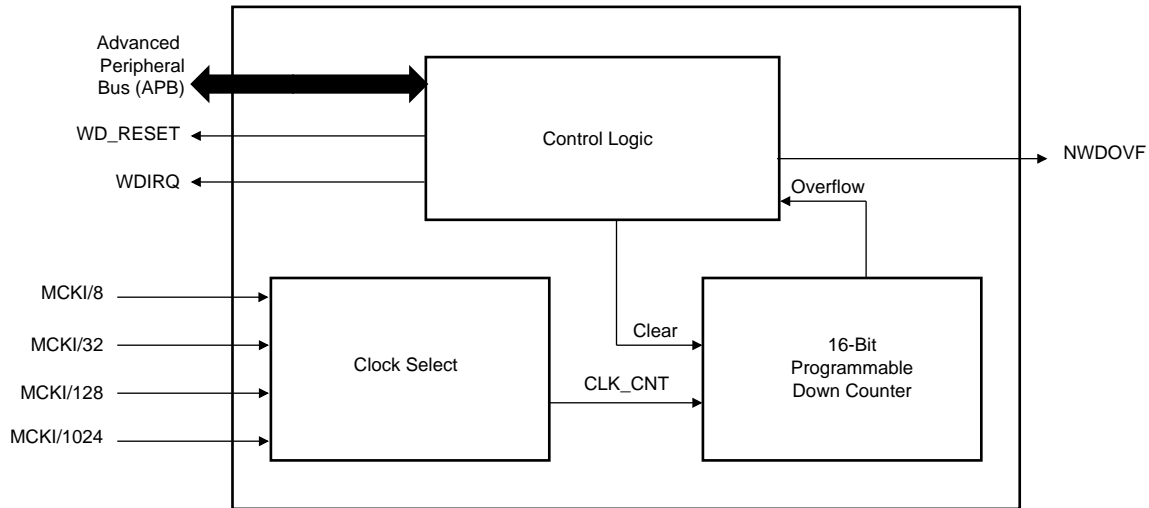 Advanced
Peripheral
Bus (APB)
WD_RESET
WDIRQ
Control Logic
NWDOVF
Overflow
MCKI/8
MCKI/32
MCKI/128
MCKI/1024
Clock Select
Clear
CLK_CNT
16-Bit
Programmable
Down Counter